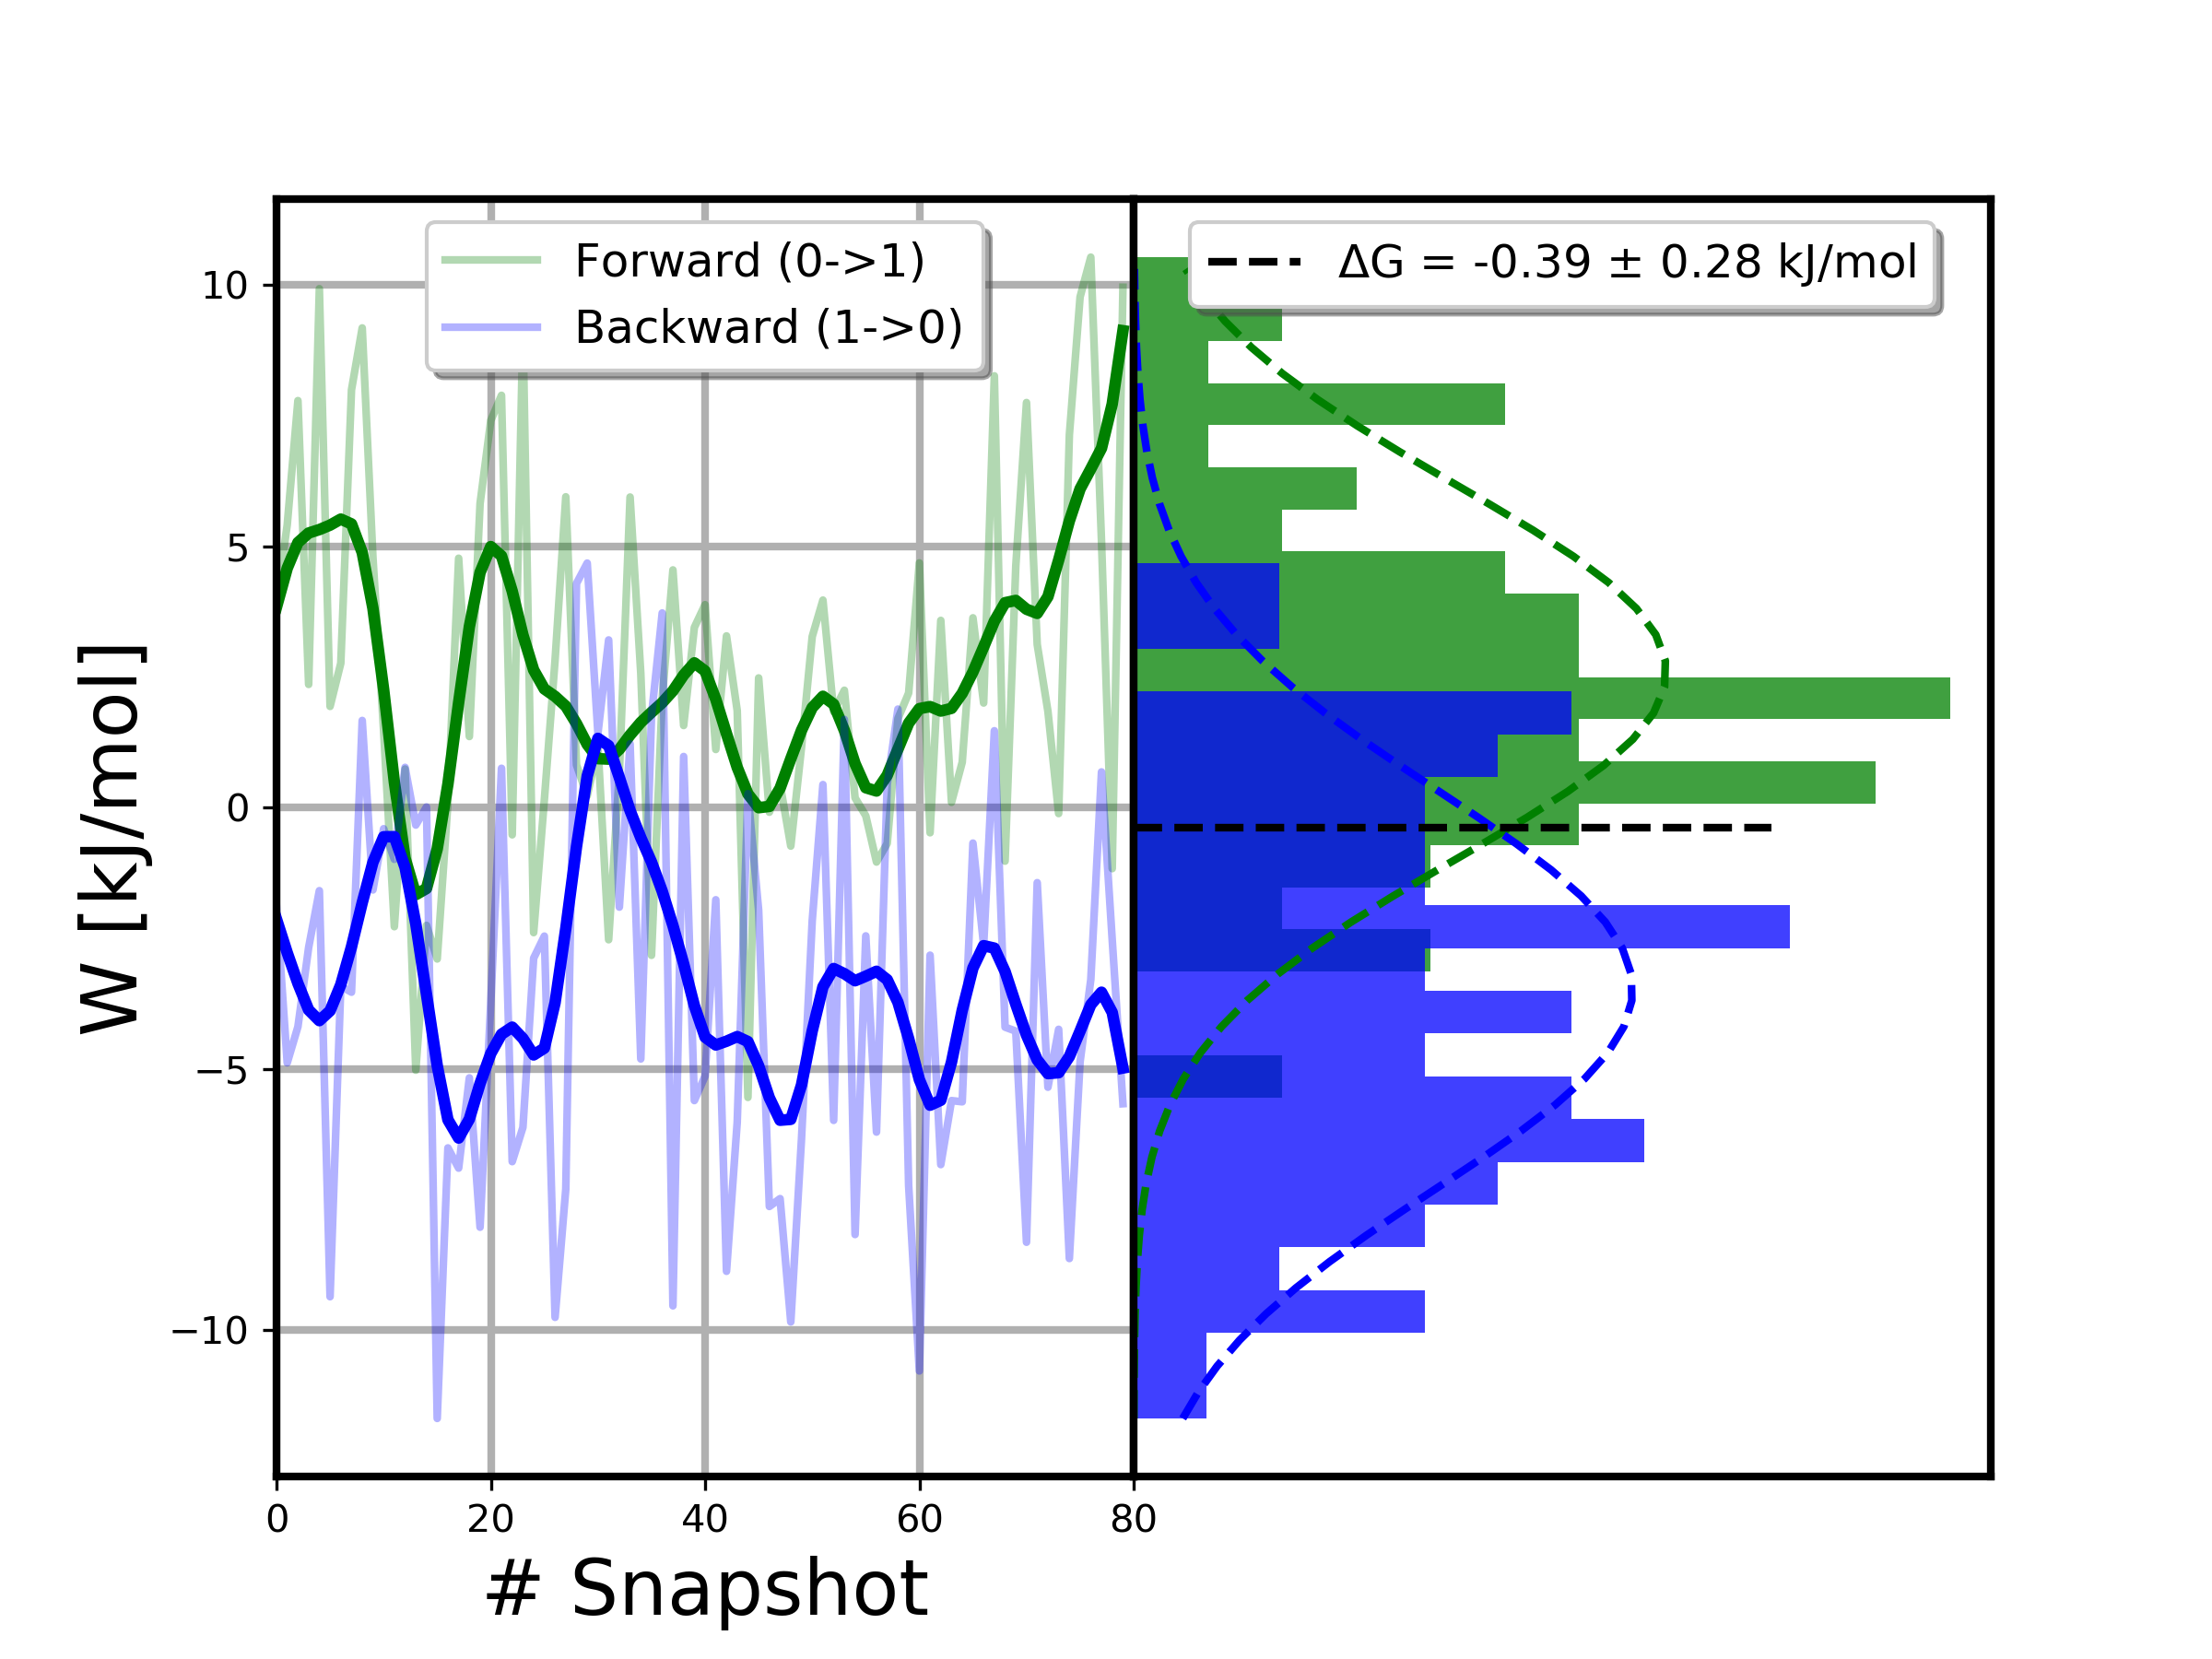 Forward (0->1)
Backward (1->0)
ΔG = -0.39 ± 0.28 kJ/mol
W [kJ/mol]
10
5
0
−5
−10
0 20 40 60 80
# Snapshot